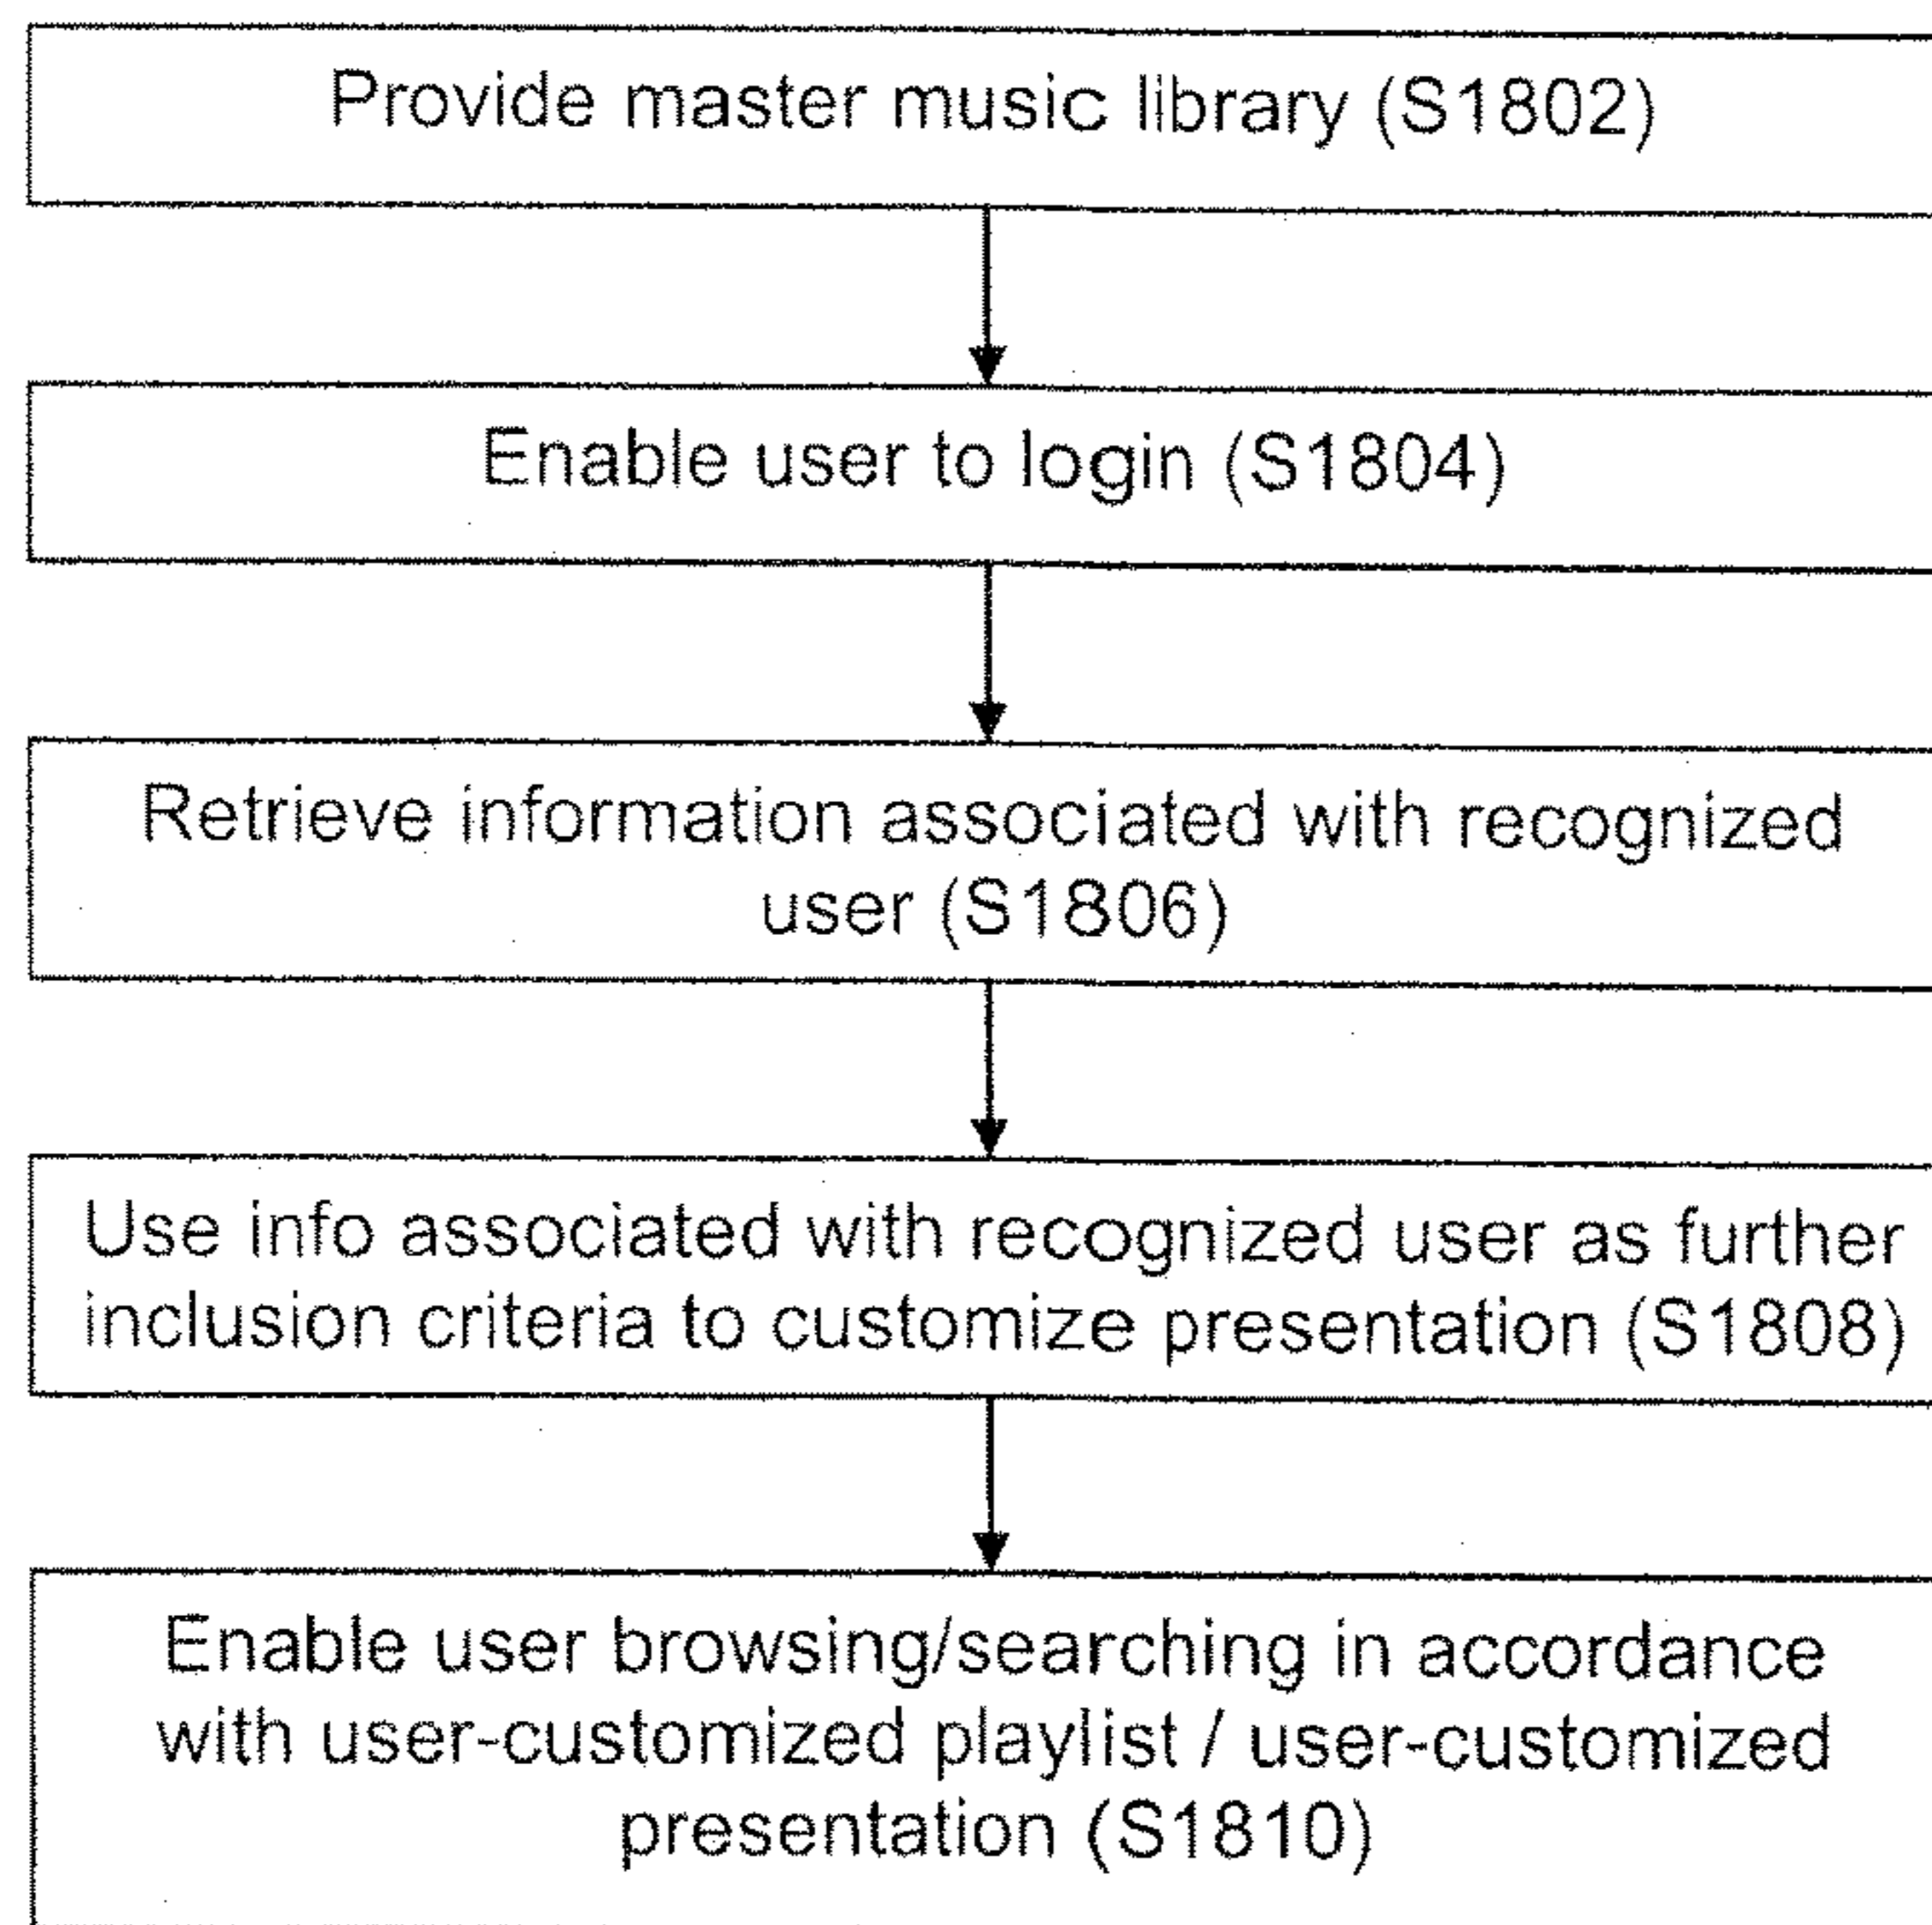 Provide master music library (S1802)
Enable user to login (S1804)
Retrieve information associated with recognized
user (S1806)
Use info associated with recognized user as further
inclusion criteria to customize presentation (S1808)
Enable user browsing/searching in accordance
with user-customized playlist / user-customized
presentation (S1810)